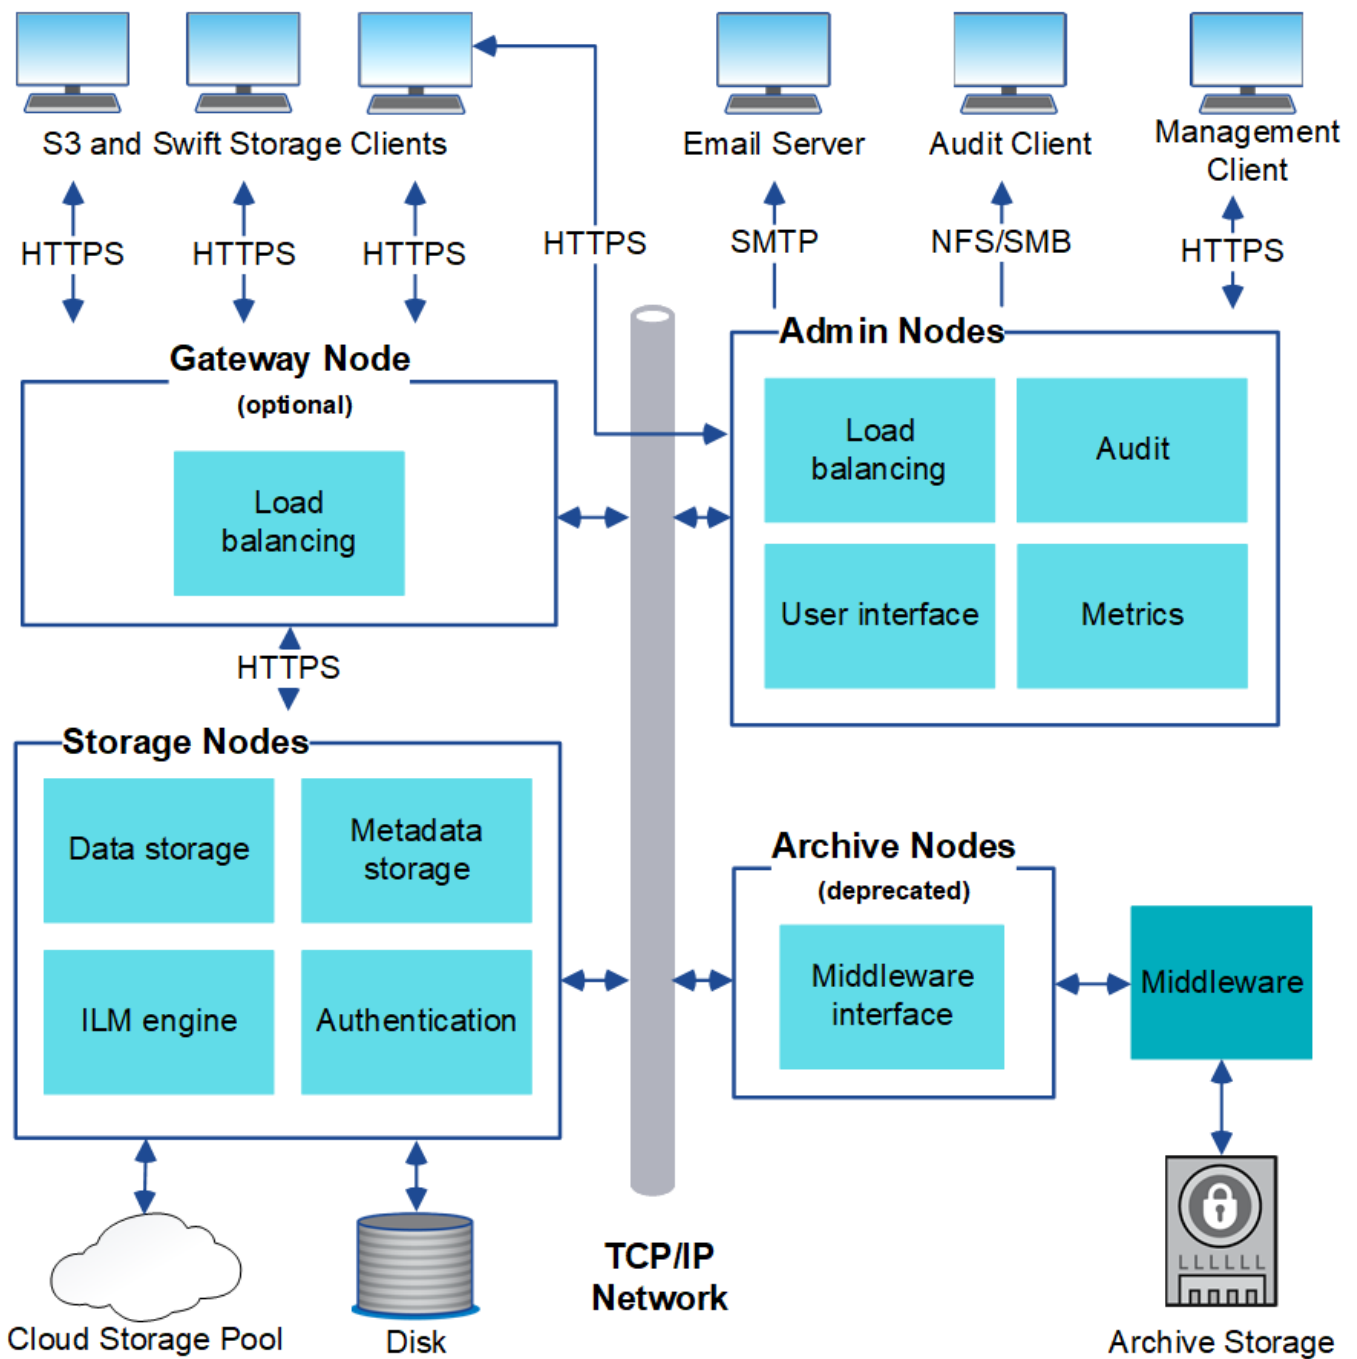 S3 and Swift Storage Clients
Email Server
Audit Client
Management
Client
HTTPS
HTTPS
HTTPS
HTTPS
SMTP
NFS/SMB
HTTPS
Gateway Node
(optional)
Load
balancing
HTTPS
Admin Nodes
Load
balancing
Audit
User interface
Metrics
Storage Nodes
Data storage
Metadata
storage
ILM engine
Authentication
Archive Nodes
(deprecated)
Middleware
interface
Middleware
Cloud Storage Pool
Disk
TCP/IP
Network
LLLLLL
Archive Storage